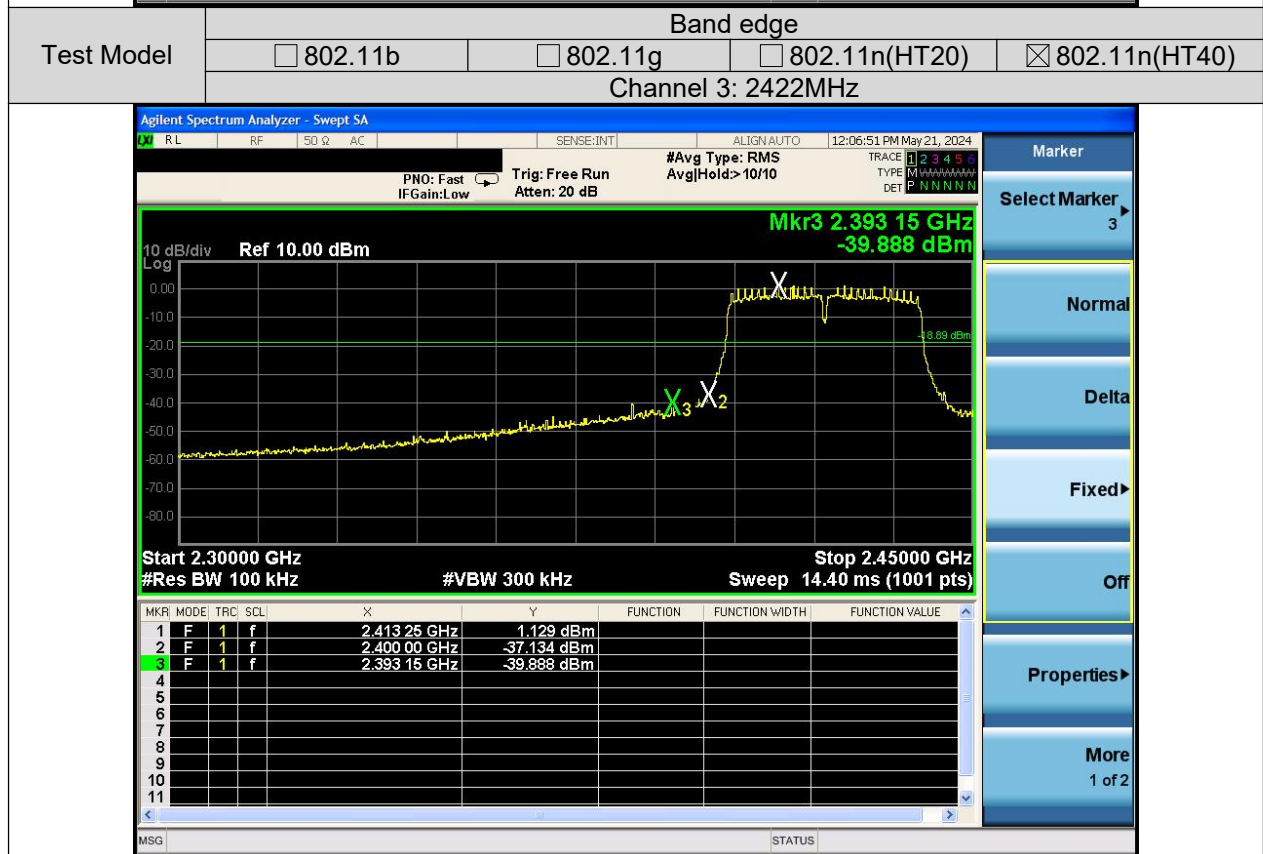 Test Model
Band edge
☐ 802.11b ☐ 802.11g ☐ 802.11n(HT20) ☒ 802.11n(HT40)
Channel 3: 2422MHz
Agilent Spectrum Analyzer - Swept SA
LXI RL RF 50 Ω AC SENSE:INT ALIGN AUTO 12:06:51 PM May 21, 2024
#Avg Type: RMS TRACE 1 2 3 4 5 6
PNO: Fast Trig: Free Run Avg|Hold:>10/10 TYPE M WWWWW
IFGain:Low Atten: 20 dB DET P N N N N N
Mkr3 2.393 15 GHz
10 dB/div Ref 10.00 dBm -39.888 dBm
Log
0.00
-10.0
-18.89 dBm
-20.0
-30.0
-40.0
3 2
-50.0
-60.0
-70.0
-80.0
Start 2.30000 GHz Stop 2.45000 GHz
#Res BW 100 kHz #VBW 300 kHz Sweep 14.40 ms (1001 pts)
MKR MODE TRC SCL X Y FUNCTION FUNCTION WIDTH FUNCTION VALUE
1 F 1 f 2.413 25 GHz 1.129 dBm
2 F 1 f 2.400 00 GHz -37.134 dBm
3 F 1 f 2.393 15 GHz -39.888 dBm
4
5
6
7
8
9
10
11
MSG STATUS
Marker
Select Marker
3
Normal
Delta
Fixed
Off
Properties
More
1 of 2